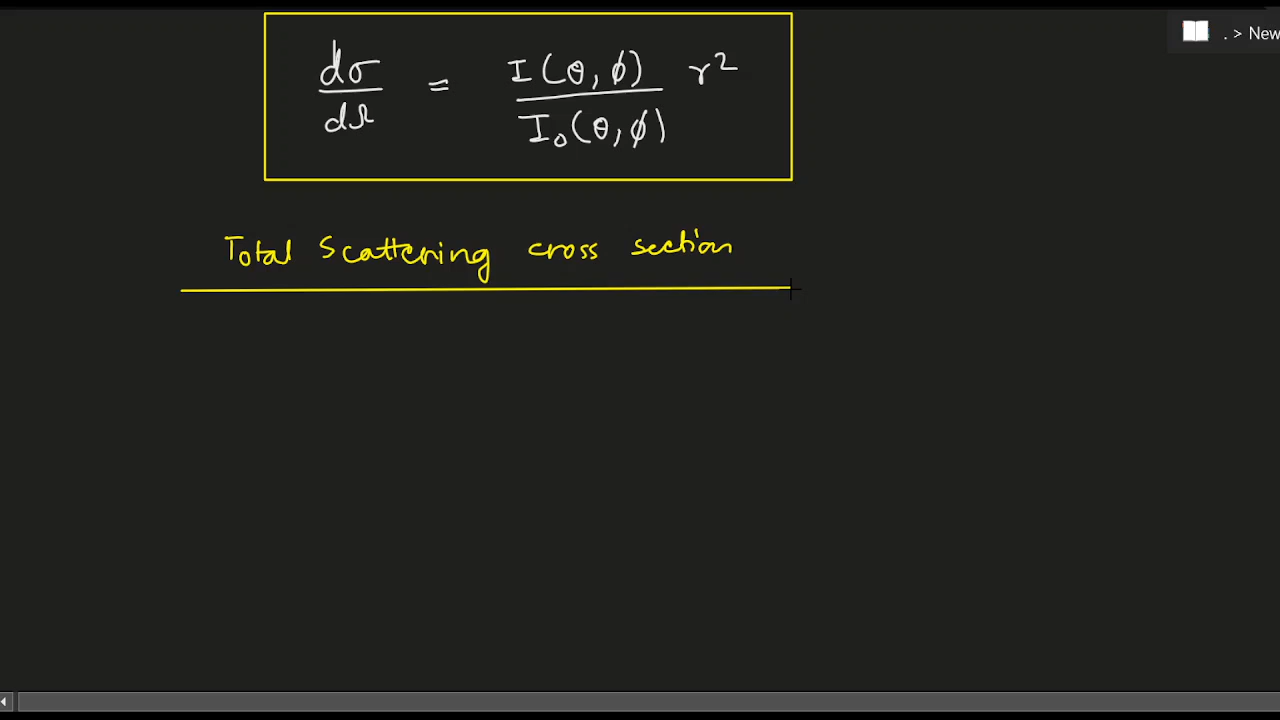 . > New
dσ/dΩ = I(θ,ϕ)/I₀(θ,ϕ) r²
Total Scattering cross section